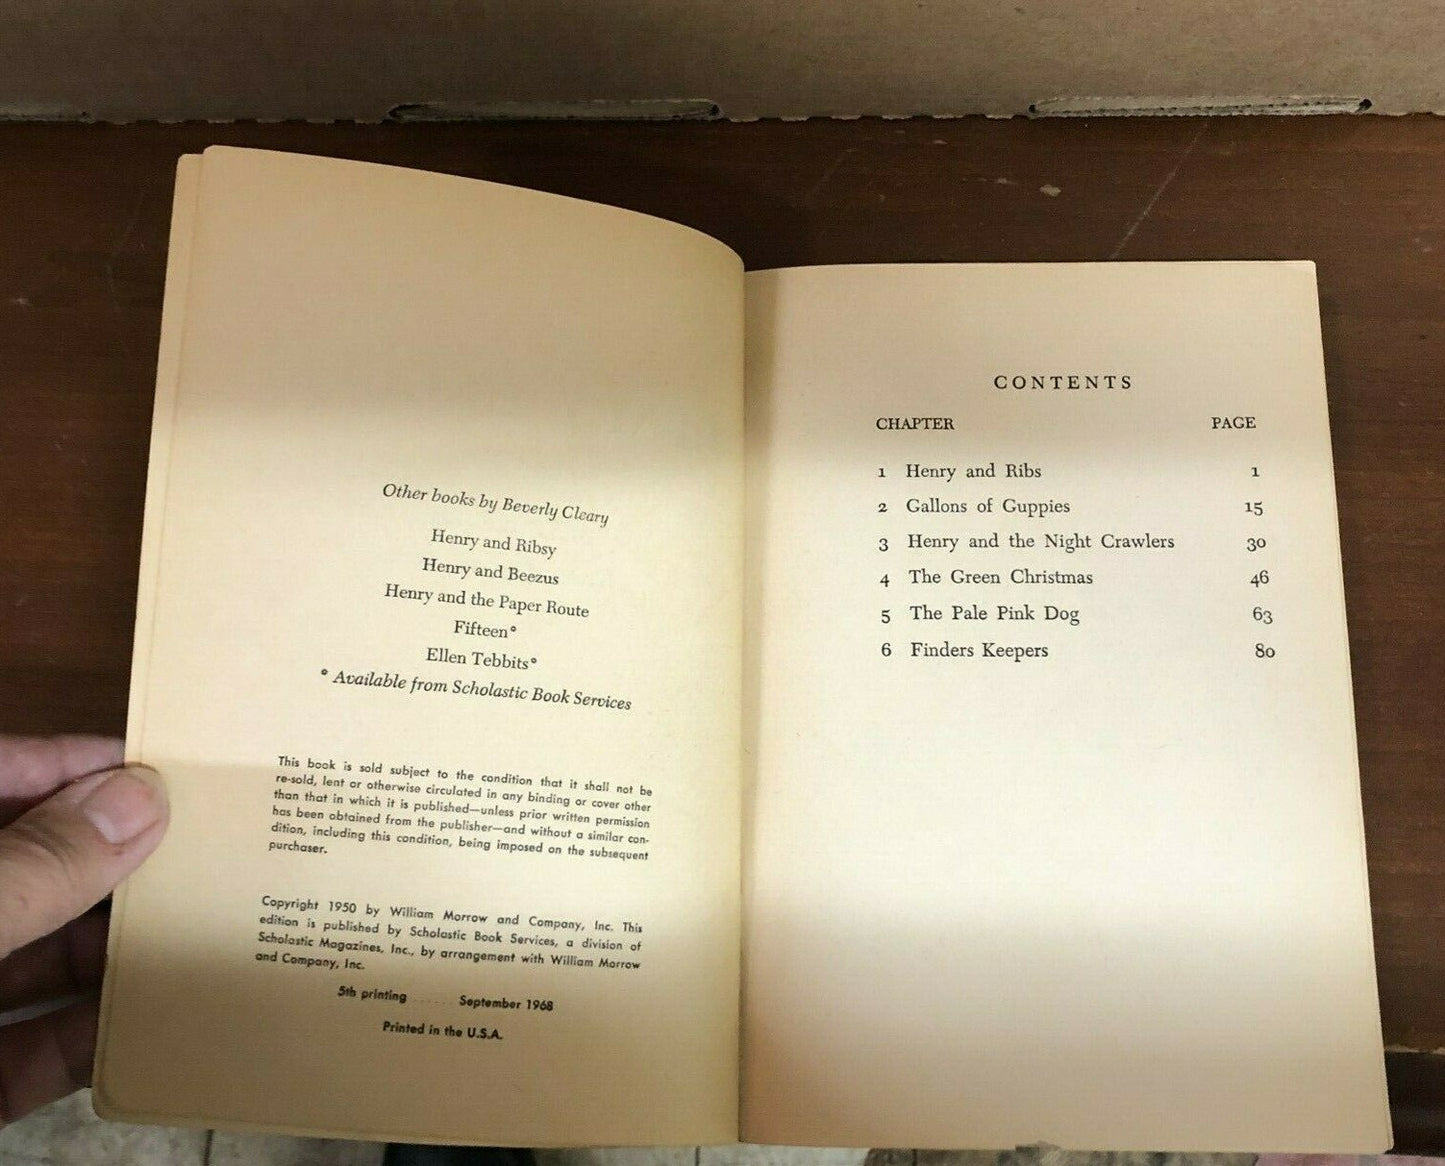 Other books by Beverly Cleary
Henry and Ribsy
Henry and Beezus
Henry and the Paper Route
Fifteen*
Ellen Tebbits*
* Available from Scholastic Book Services
This book is sold subject to the condition that it shall not be
re-sold, lent or otherwise circulated in any binding or cover other
than that in which it is published—unless prior written permission
has been obtained from the publisher—and without a similar con-
dition, including this condition, being imposed on the subsequent
purchaser.
Copyright 1950 by William Morrow and Company, Inc. This
edition is published by Scholastic Book Services, a division of
Scholastic Magazines, Inc., by arrangement with William Morrow
and Company, Inc.
5th printing ...... September 1968
Printed in the U.S.A.
CONTENTS
CHAPTER PAGE
1 Henry and Ribs 1
2 Gallons of Guppies 15
3 Henry and the Night Crawlers 30
4 The Green Christmas 46
5 The Pale Pink Dog 63
6 Finders Keepers 80